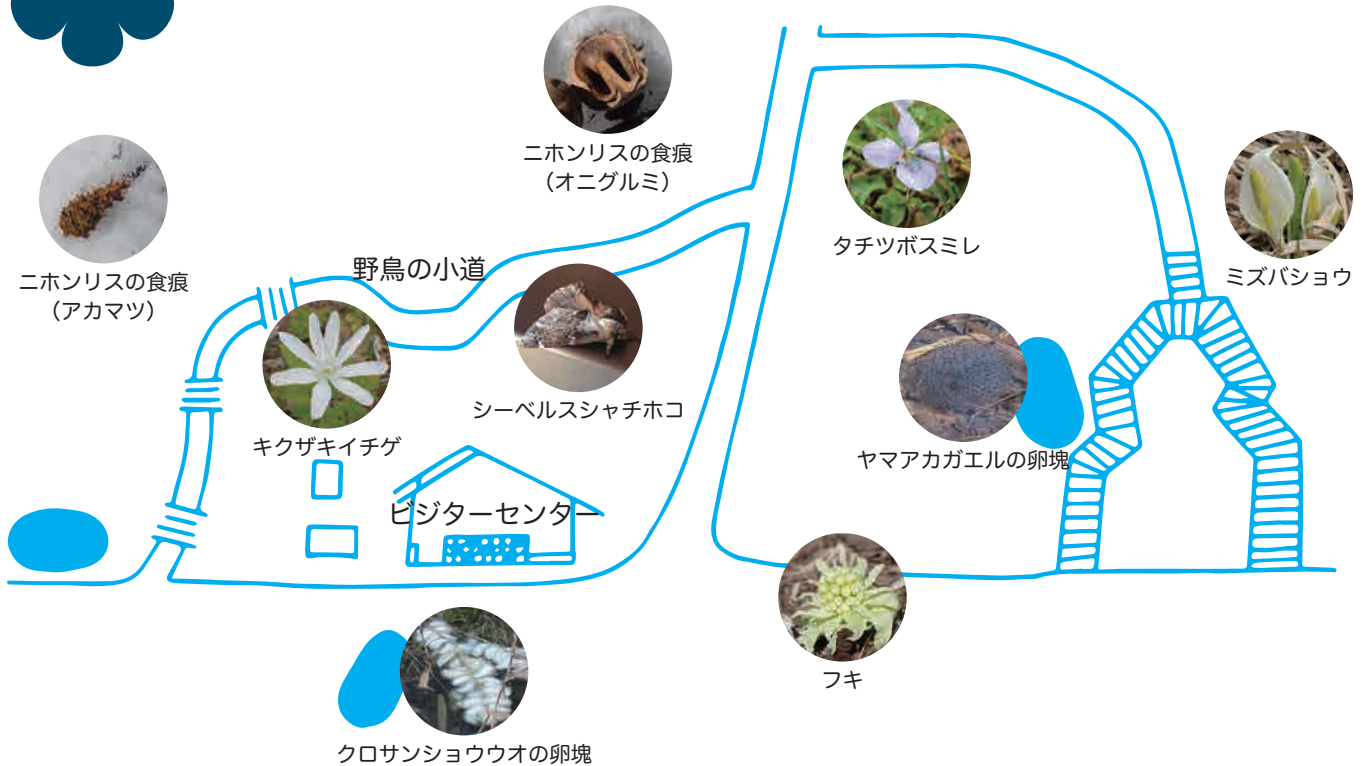 ニホンリスの食痕
（オニグルミ）
ニホンリスの食痕
（アカマツ）
タチツボスミレ
ミズバショウ
野鳥の小道
シーベルスシャチホコ
キクザキイチゲ
ヤマアカガエルの卵塊
ビジターセンター
フキ
クロサンショウウオの卵塊